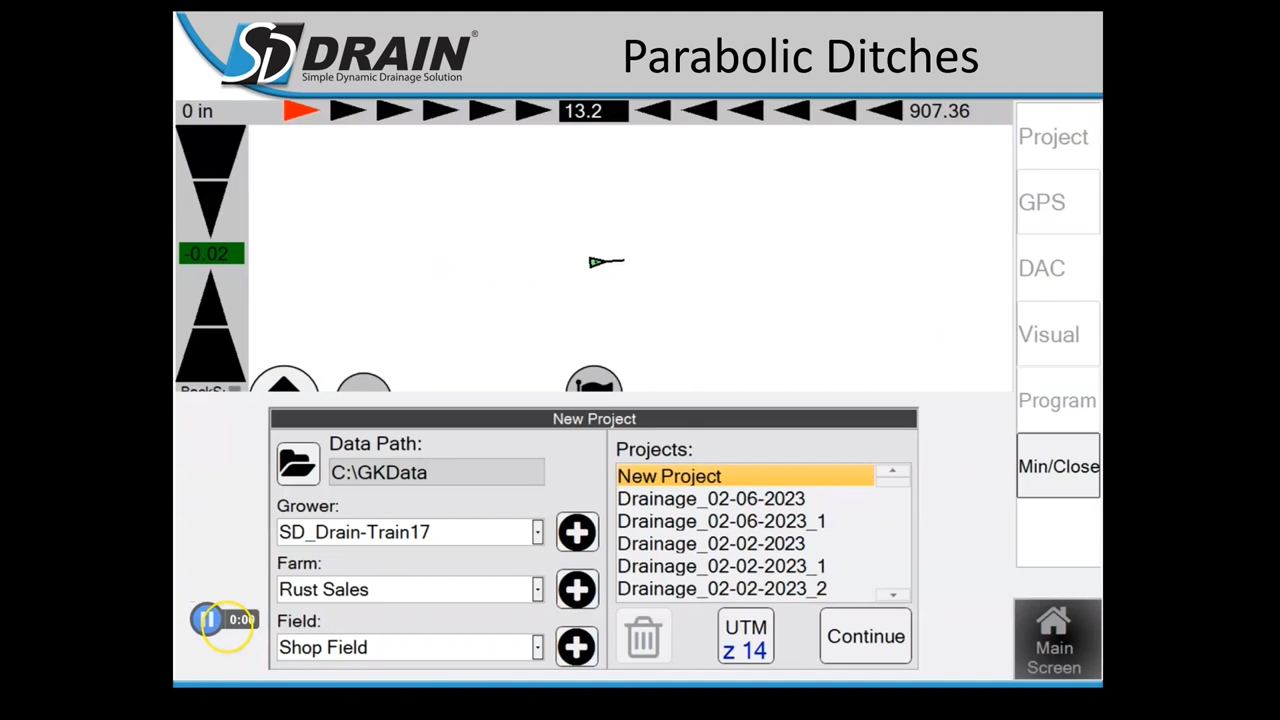 SD DRAIN®
Simple Dynamic Drainage Solution
Parabolic Ditches
0 in
13.2
907.36
-0.02
Project
GPS
DAC
Visual
Program
Min/Close
Main
Screen
New Project
Data Path:
C:\GKData
Grower:
SD_Drain-Train17
Farm:
Rust Sales
Field:
Shop Field
Projects:
New Project
Drainage_02-06-2023
Drainage_02-06-2023_1
Drainage_02-02-2023
Drainage_02-02-2023_1
Drainage_02-02-2023_2
UTM
z 14
Continue
0:00